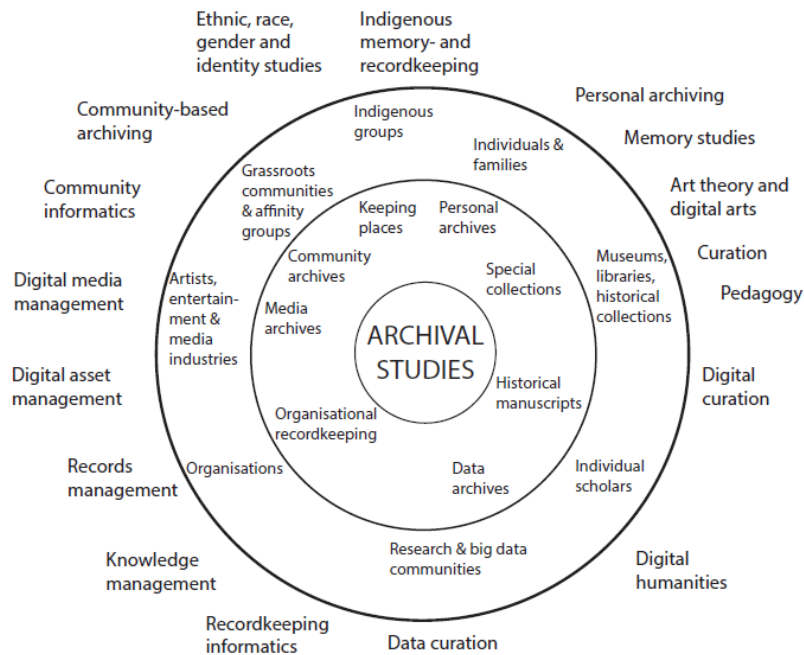 Ethnic, race,
gender and
identity studies
Indigenous
memory- and
recordkeeping
Personal archiving
Community-based
archiving
Memory studies
Community
informatics
Art theory and
digital arts
Curation
Digital media
management
Pedagogy
Digital asset
management
Digital
curation
Records
management
Knowledge
management
Digital
humanities
Recordkeeping
informatics
Data curation
Indigenous
groups
Individuals &
families
Grassroots
communities
& affinity
groups
Museums,
libraries,
historical
collections
Artists,
entertain-
ment &
media
industries
Organisations
Individual
scholars
Research & big data
communities
Keeping
places
Personal
archives
Community
archives
Special
collections
Media
archives
Historical
manuscripts
Organisational
recordkeeping
Data
archives
ARCHIVAL
STUDIES